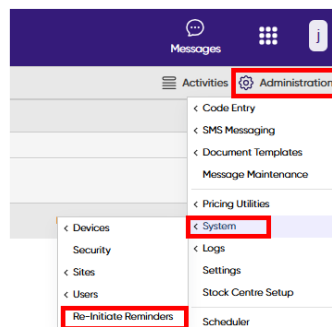 Messages
j
Activities
Administration
< Code Entry
< SMS Messaging
< Document Templates
Message Maintenance
< Pricing Utilities
< System
< Logs
Settings
Stock Centre Setup
Scheduler
< Devices
Security
< Sites
< Users
Re-Initiate Reminders